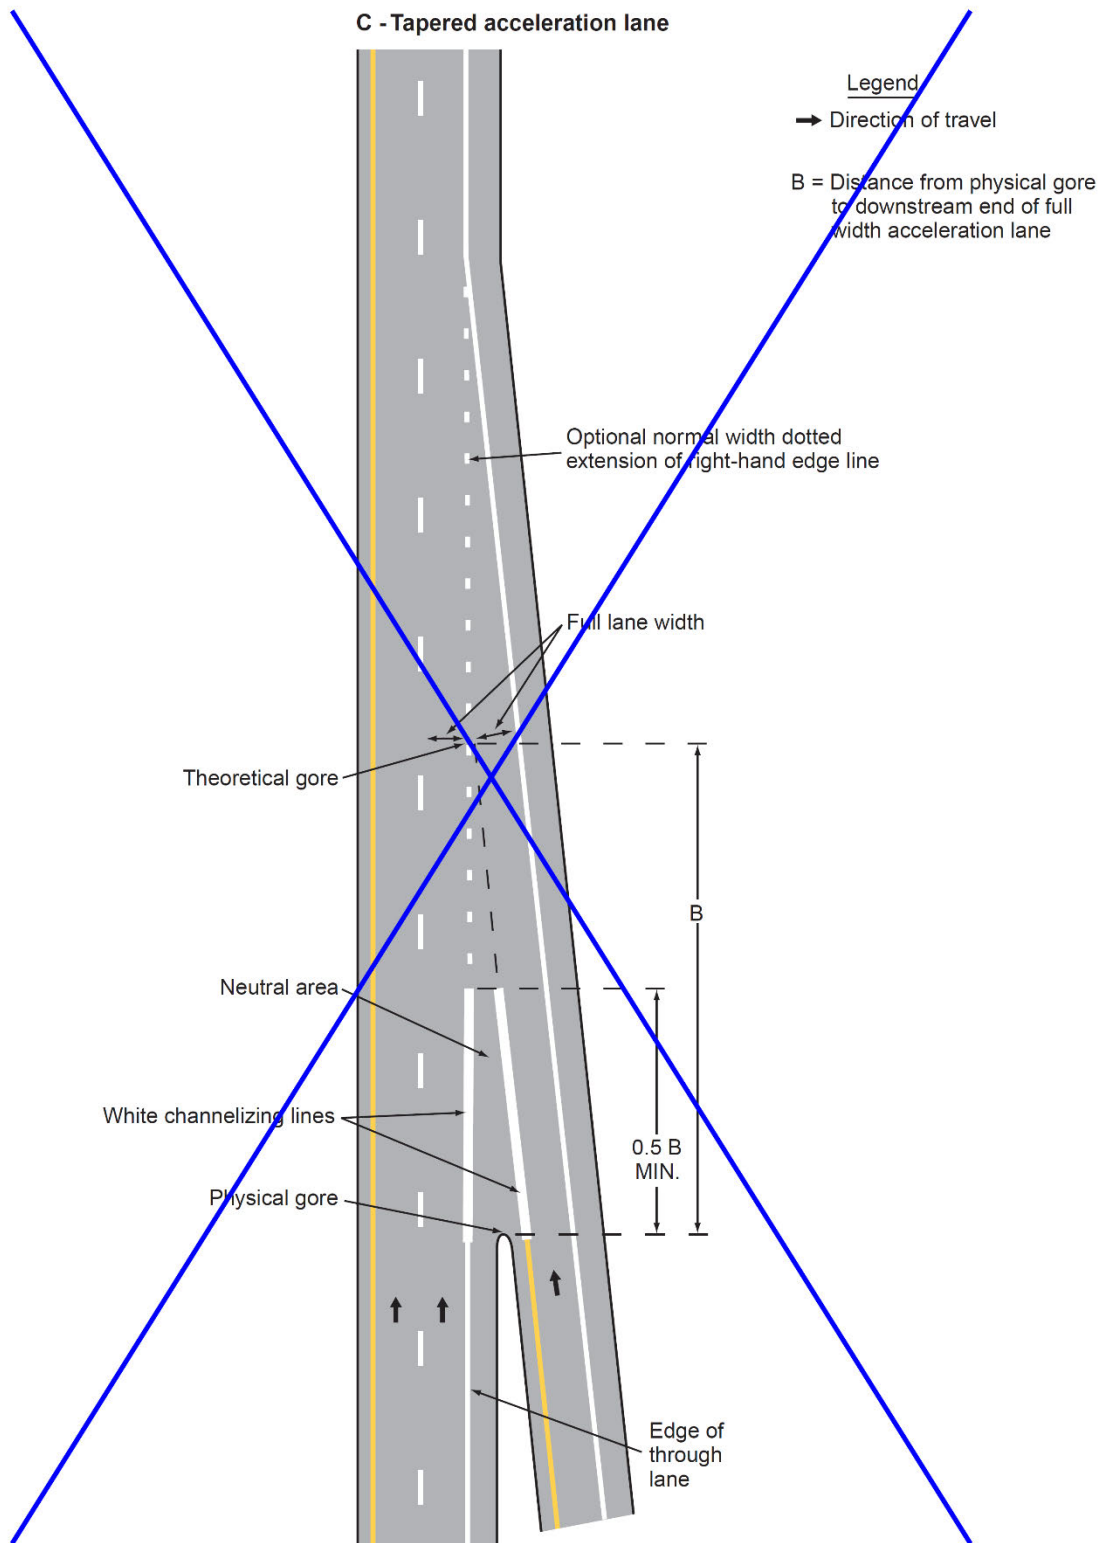 C - Tapered acceleration lane
Legend
Direction of travel
B = Distance from physical gore
to downstream end of full
width acceleration lane
Optional normal width dotted
extension of right-hand edge line
Full lane width
Theoretical gore
B
Neutral area
White channelizing lines
0.5 B
MIN.
Physical gore
Edge of
through
lane